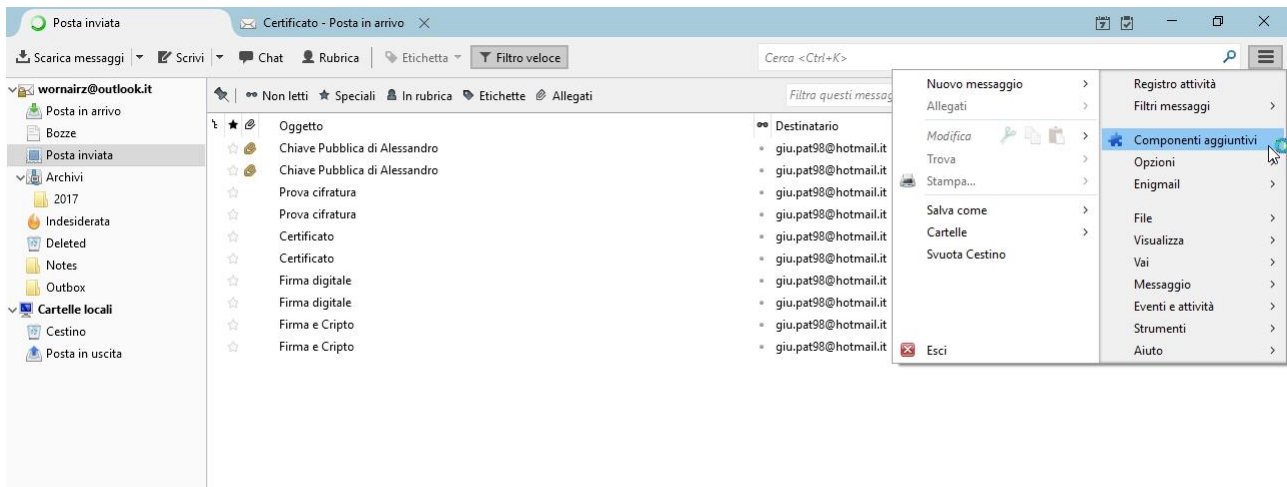 Posta inviata
Certificato - Posta in arrivo
Scarica messaggi
Scrivi
Chat
Rubrica
Etichetta
Filtro veloce
Cerca <Ctrl+K>
wornairz@outlook.it
Posta in arrivo
Bozze
Posta inviata
Archivi
2017
Indesiderata
Deleted
Notes
Outbox
Cartelle locali
Cestino
Posta in uscita
Non letti
Speciali
In rubrica
Etichette
Allegati
Filtra questi messag
Oggetto
Destinatario
Chiave Pubblica di Alessandro
giu.pat98@hotmail.it
Chiave Pubblica di Alessandro
giu.pat98@hotmail.it
Prova cifratura
giu.pat98@hotmail.it
Prova cifratura
giu.pat98@hotmail.it
Certificato
giu.pat98@hotmail.it
Certificato
giu.pat98@hotmail.it
Firma digitale
giu.pat98@hotmail.it
Firma digitale
giu.pat98@hotmail.it
Firma e Cripto
giu.pat98@hotmail.it
Firma e Cripto
giu.pat98@hotmail.it
Nuovo messaggio
Allegati
Modifica
Trova
Stampa...
Salva come
Cartelle
Svuota Cestino
Esci
Registro attività
Filtri messaggi
Componenti aggiuntivi
Opzioni
Enigmail
File
Visualizza
Vai
Messaggio
Eventi e attività
Strumenti
Aiuto